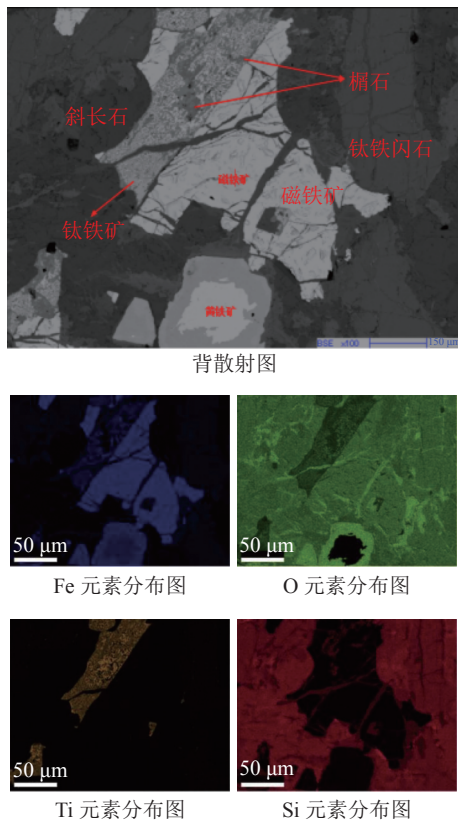 榍石
斜长石
钛铁闪石
磁铁矿
磁铁矿
钛铁矿
黄铁矿
BSE x100 150 μm
背散射图
50 μm
50 μm
Fe 元素分布图
O 元素分布图
50 μm
50 μm
Ti 元素分布图
Si 元素分布图